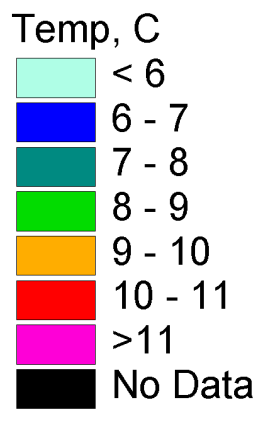 Temp, C
< 6
6 - 7
7 - 8
8 - 9
9 - 10
10 - 11
>11
No Data